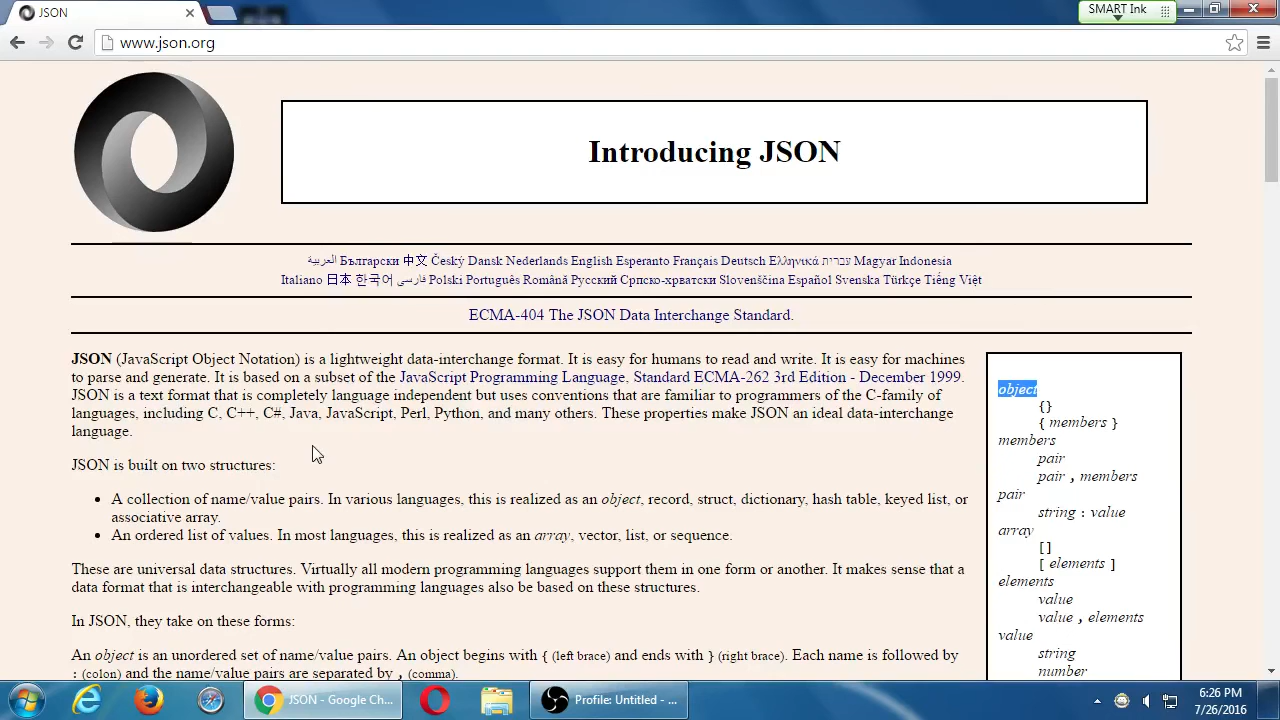 JSON
SMART Ink
www.json.org
Introducing JSON
العربية Български 中文 Český Dansk Nederlands English Esperanto Français Deutsch Ελληνικά עברית Magyar Indonesia
Italiano 日本 한국어 فارسی Polski Português Română Русский Српско-хрватски Slovenščina Español Svenska Türkçe Tiếng Việt
ECMA-404 The JSON Data Interchange Standard.
JSON (JavaScript Object Notation) is a lightweight data-interchange format. It is easy for humans to read and write. It is easy for machines
to parse and generate. It is based on a subset of the JavaScript Programming Language, Standard ECMA-262 3rd Edition - December 1999.
JSON is a text format that is completely language independent but uses conventions that are familiar to programmers of the C-family of
languages, including C, C++, C#, Java, JavaScript, Perl, Python, and many others. These properties make JSON an ideal data-interchange
language.
JSON is built on two structures:
• A collection of name/value pairs. In various languages, this is realized as an object, record, struct, dictionary, hash table, keyed list, or
associative array.
• An ordered list of values. In most languages, this is realized as an array, vector, list, or sequence.
These are universal data structures. Virtually all modern programming languages support them in one form or another. It makes sense that a
data format that is interchangeable with programming languages also be based on these structures.
In JSON, they take on these forms:
An object is an unordered set of name/value pairs. An object begins with { (left brace) and ends with } (right brace). Each name is followed by
: (colon) and the name/value pairs are separated by , (comma).
object
{}
{ members }
members
pair
pair , members
pair
string : value
array
[]
[ elements ]
elements
value
value , elements
value
string
number
JSON - Google Ch...
Profile: Untitled - ...
6:26 PM
7/26/2016